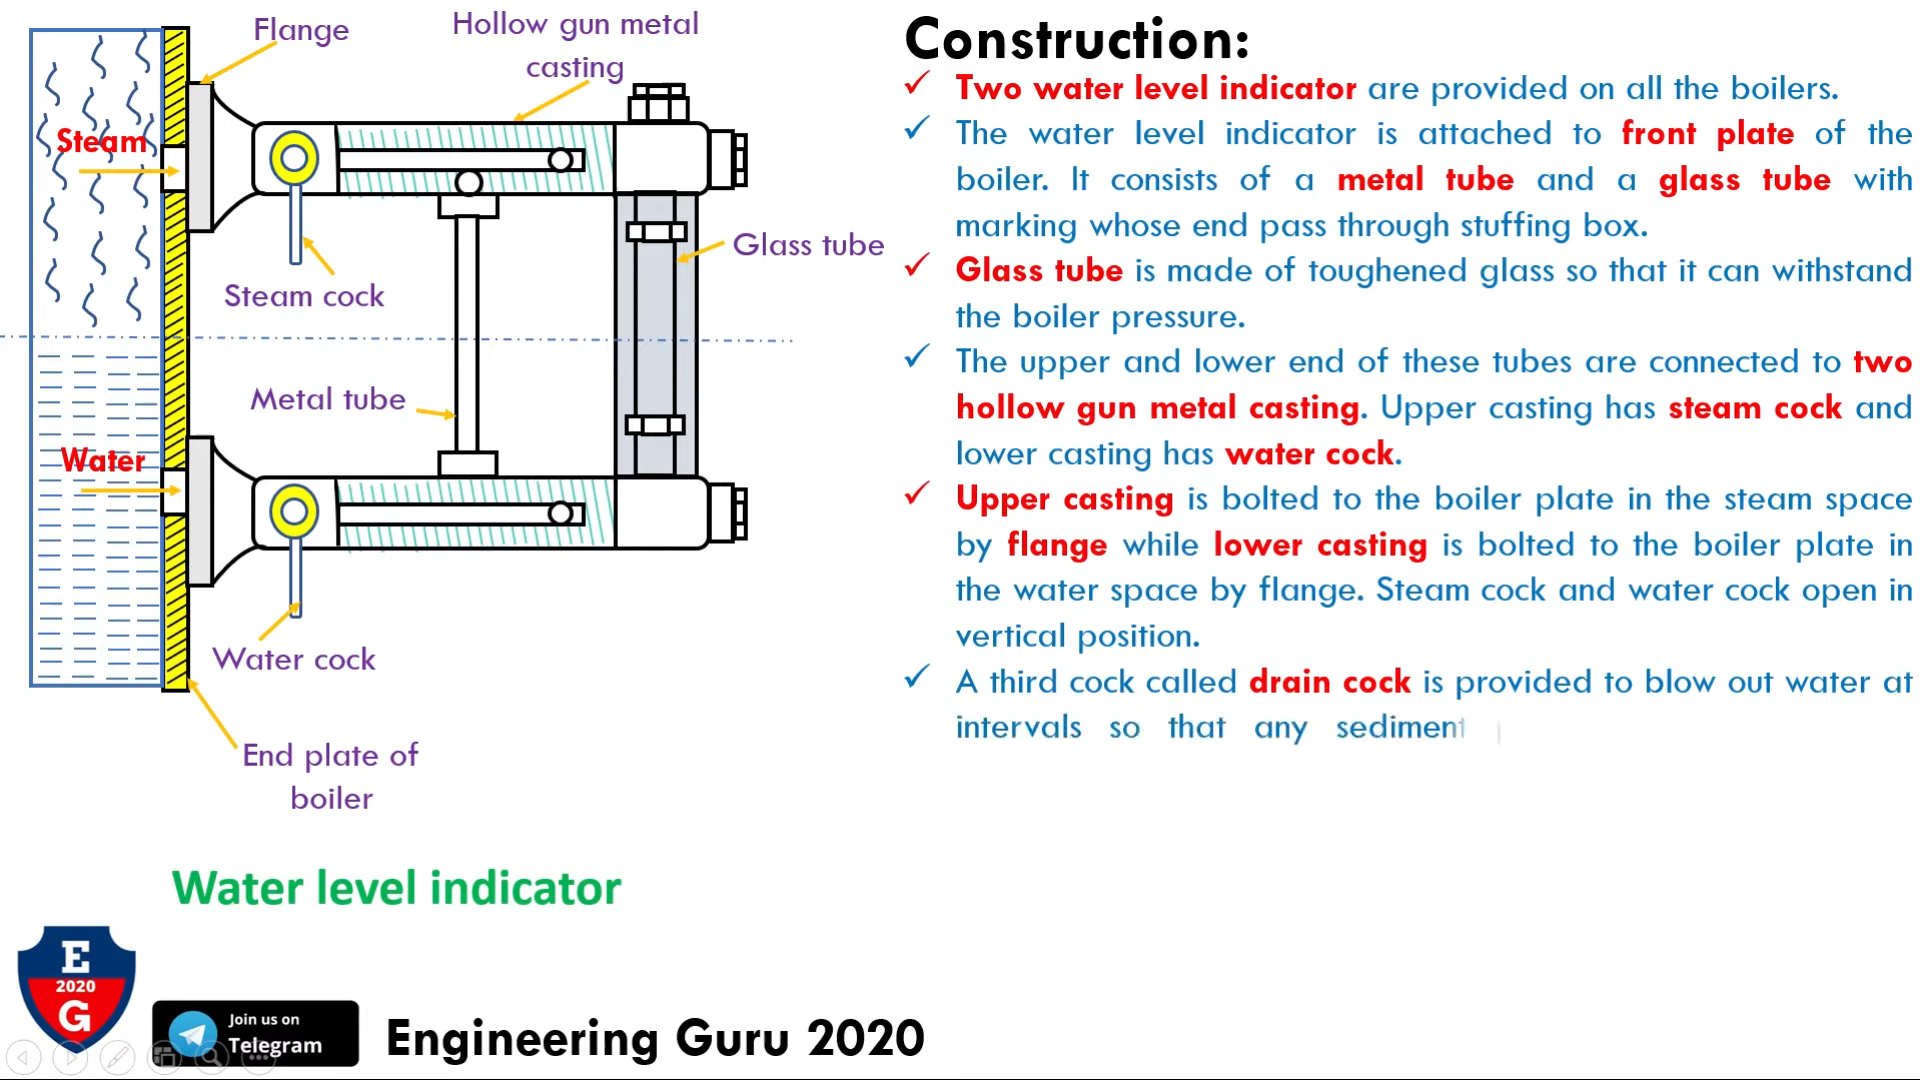 Flange
Hollow gun metal
casting
Steam
Steam cock
Glass tube
Metal tube
Water
Water cock
End plate of
boiler
Water level indicator
Construction:
✓ Two water level indicator are provided on all the boilers.
✓ The water level indicator is attached to front plate of the
boiler. It consists of a metal tube and a glass tube with
marking whose end pass through stuffing box.
✓ Glass tube is made of toughened glass so that it can withstand
the boiler pressure.
✓ The upper and lower end of these tubes are connected to two
hollow gun metal casting. Upper casting has steam cock and
lower casting has water cock.
✓ Upper casting is bolted to the boiler plate in the steam space
by flange while lower casting is bolted to the boiler plate in
the water space by flange. Steam cock and water cock open in
vertical position.
✓ A third cock called drain cock is provided to blow out water at
intervals so that any sediment
E
2020
G
Join us on
Telegram
Engineering Guru 2020